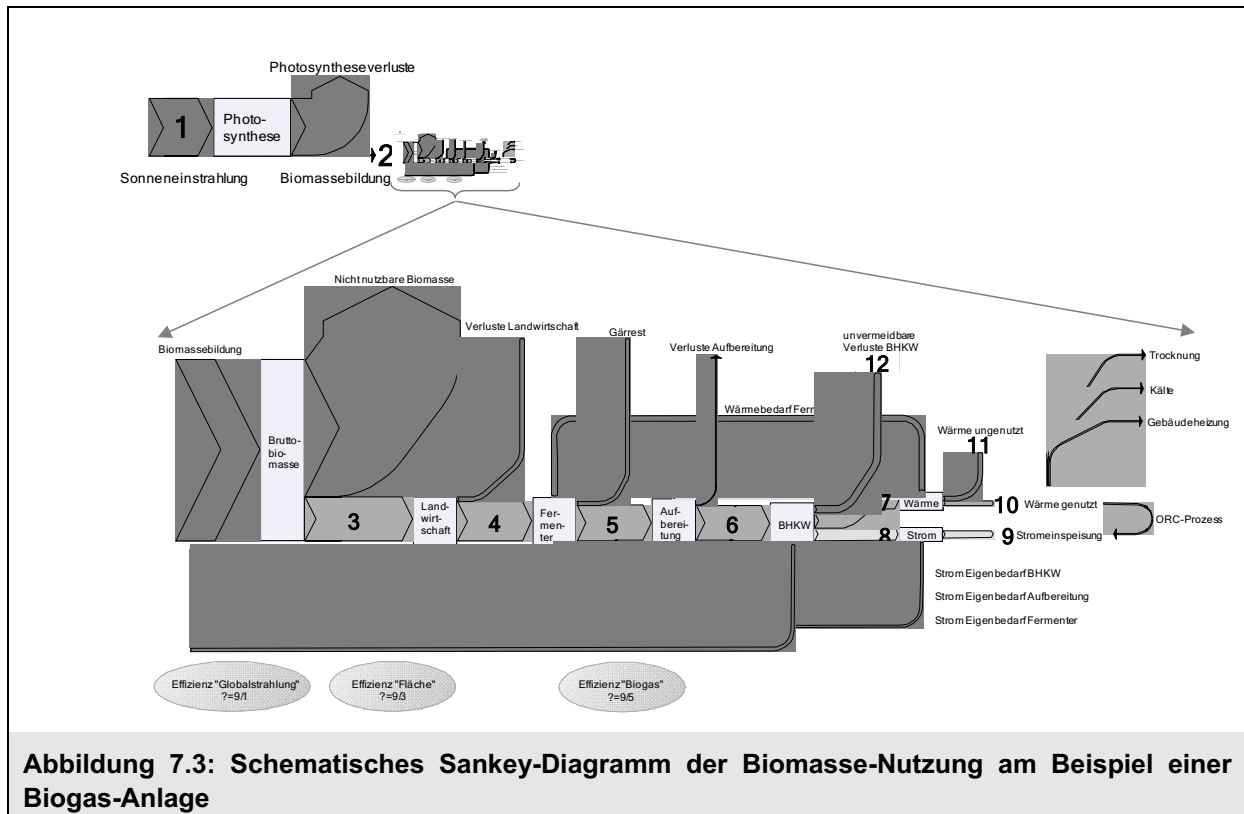 Photosyntheseverluste
1
Photo-
synthese
2
Sonneneinstrahlung
Biomassebildung
Nicht nutzbare Biomasse
Verluste Landwirtschaft
Gärrest
Verluste Aufbereitung
unvermeidbare
Verluste BHKW
12
Biomassebildung
Trocknung
Kälte
Gebäudeheizung
Wärmebedarf
Wärme ungenutzt
11
Brutto-
bio-
masse
3
Land-
wirt-
schaft
4
Fer-
men-
ter
5
Auf-
berei-
tung
6
BHKW
7
Wärme
10 Wärme genutzt
8
Strom
9 Stromeinspeisung
ORC-Prozess
Strom Eigenbedarf BHKW
Strom Eigenbedarf Aufbereitung
Strom Eigenbedarf Fermenter
Effizienz "Globalstrahlung"
?=9/1
Effizienz "Fläche"
?=9/3
Effizienz "Biogas"
?=9/5
Abbildung 7.3: Schematisches Sankey-Diagramm der Biomasse-Nutzung am Beispiel einer
Biogas-Anlage